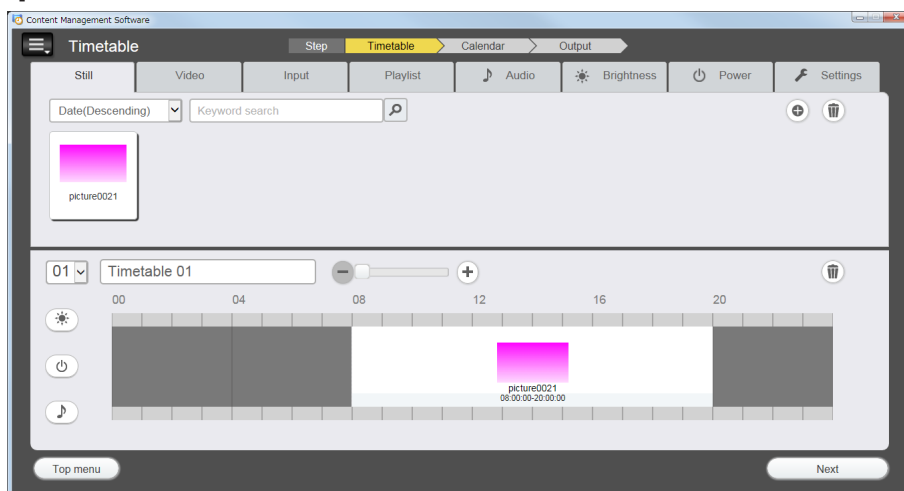 Content Management Software
Timetable
Step Timetable Calendar Output
Still Video Input Playlist Audio Brightness Power Settings
Date(Descending) Keyword search
picture0021
01 Timetable 01
00 04 08 12 16 20
picture0021
08:00:00-20:00:00
Top menu Next